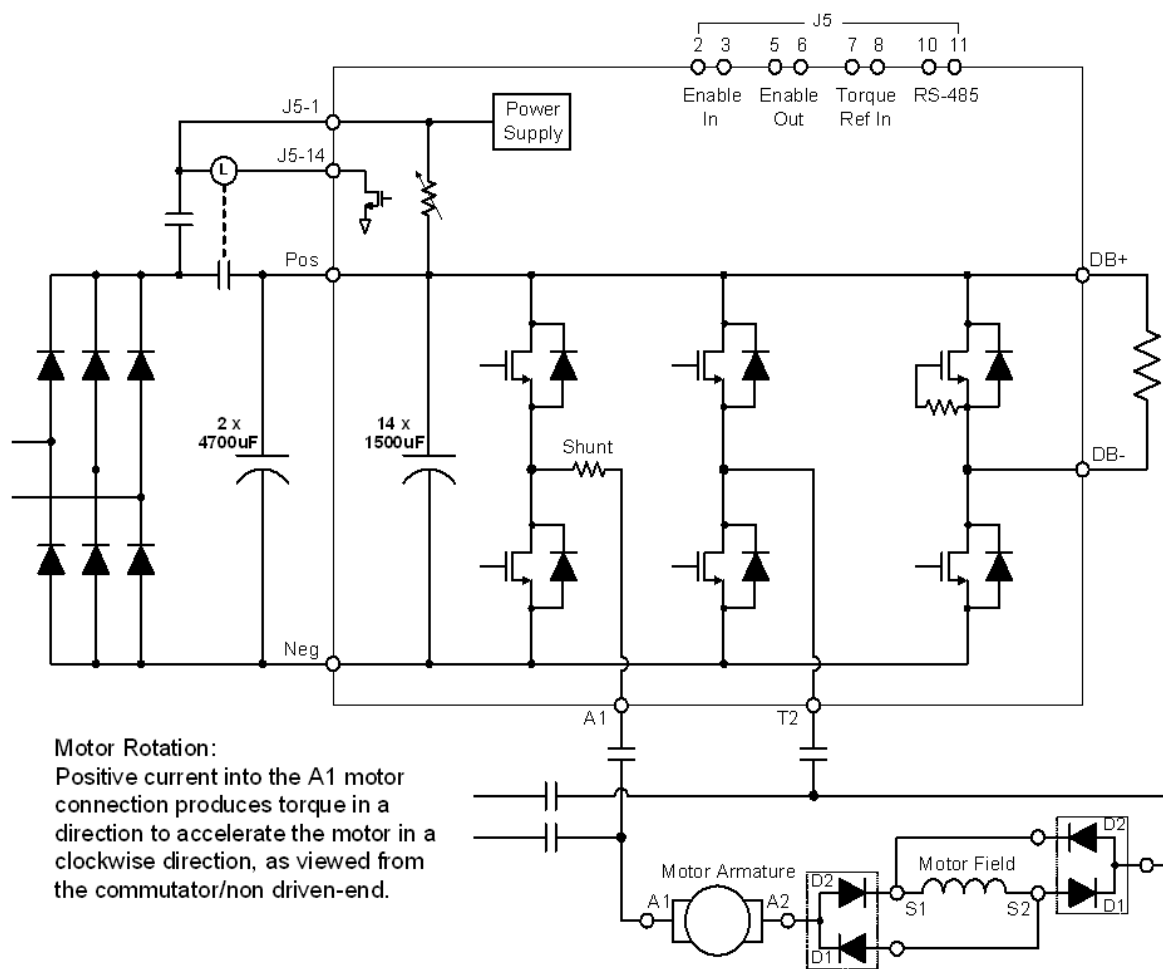 J5
2 3 5 6 7 8 10 11
Enable In
Enable Out
Torque Ref In
RS-485
J5-1
Power Supply
J5-14
L
Pos
DB+
2 x
4700uF
14 x
1500uF
Shunt
DB-
Neg
A1
T2
Motor Rotation:
Positive current into the A1 motor
connection produces torque in a
direction to accelerate the motor in a
clockwise direction, as viewed from
the commutator/non driven-end.
Motor Armature
A1
A2
D2
D1
Motor Field
S1
S2
D2
D1